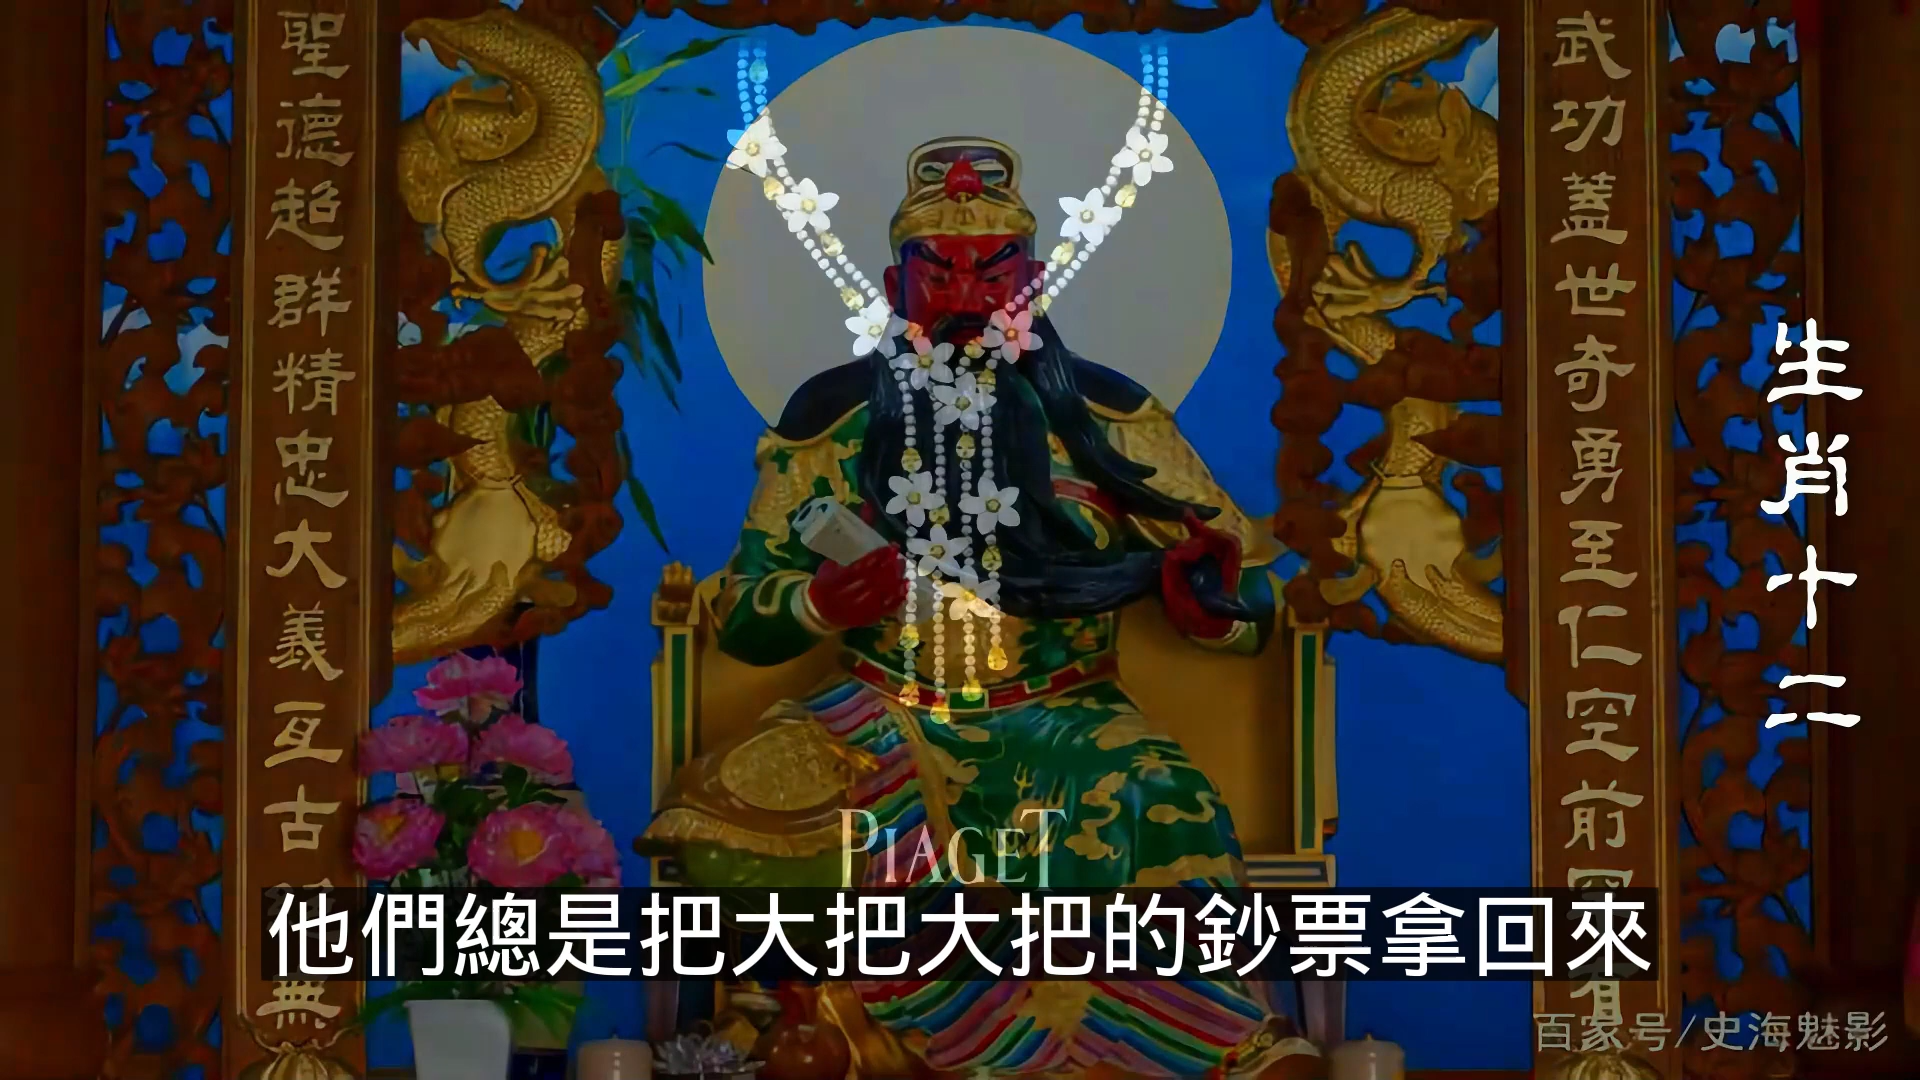 聖德超群精忠大義亙古無
武功蓋世奇勇至仁空前有
生肖十二
PIAGET
他們總是把大把大把的鈔票拿回來
百家号/史海魅影